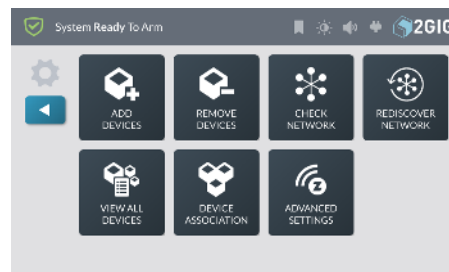 System Ready To Arm
2GIG
ADD
DEVICES
REMOVE
DEVICES
CHECK
NETWORK
REDISCOVER
NETWORK
VIEW ALL
DEVICES
DEVICE
ASSOCIATION
ADVANCED
SETTINGS
Z